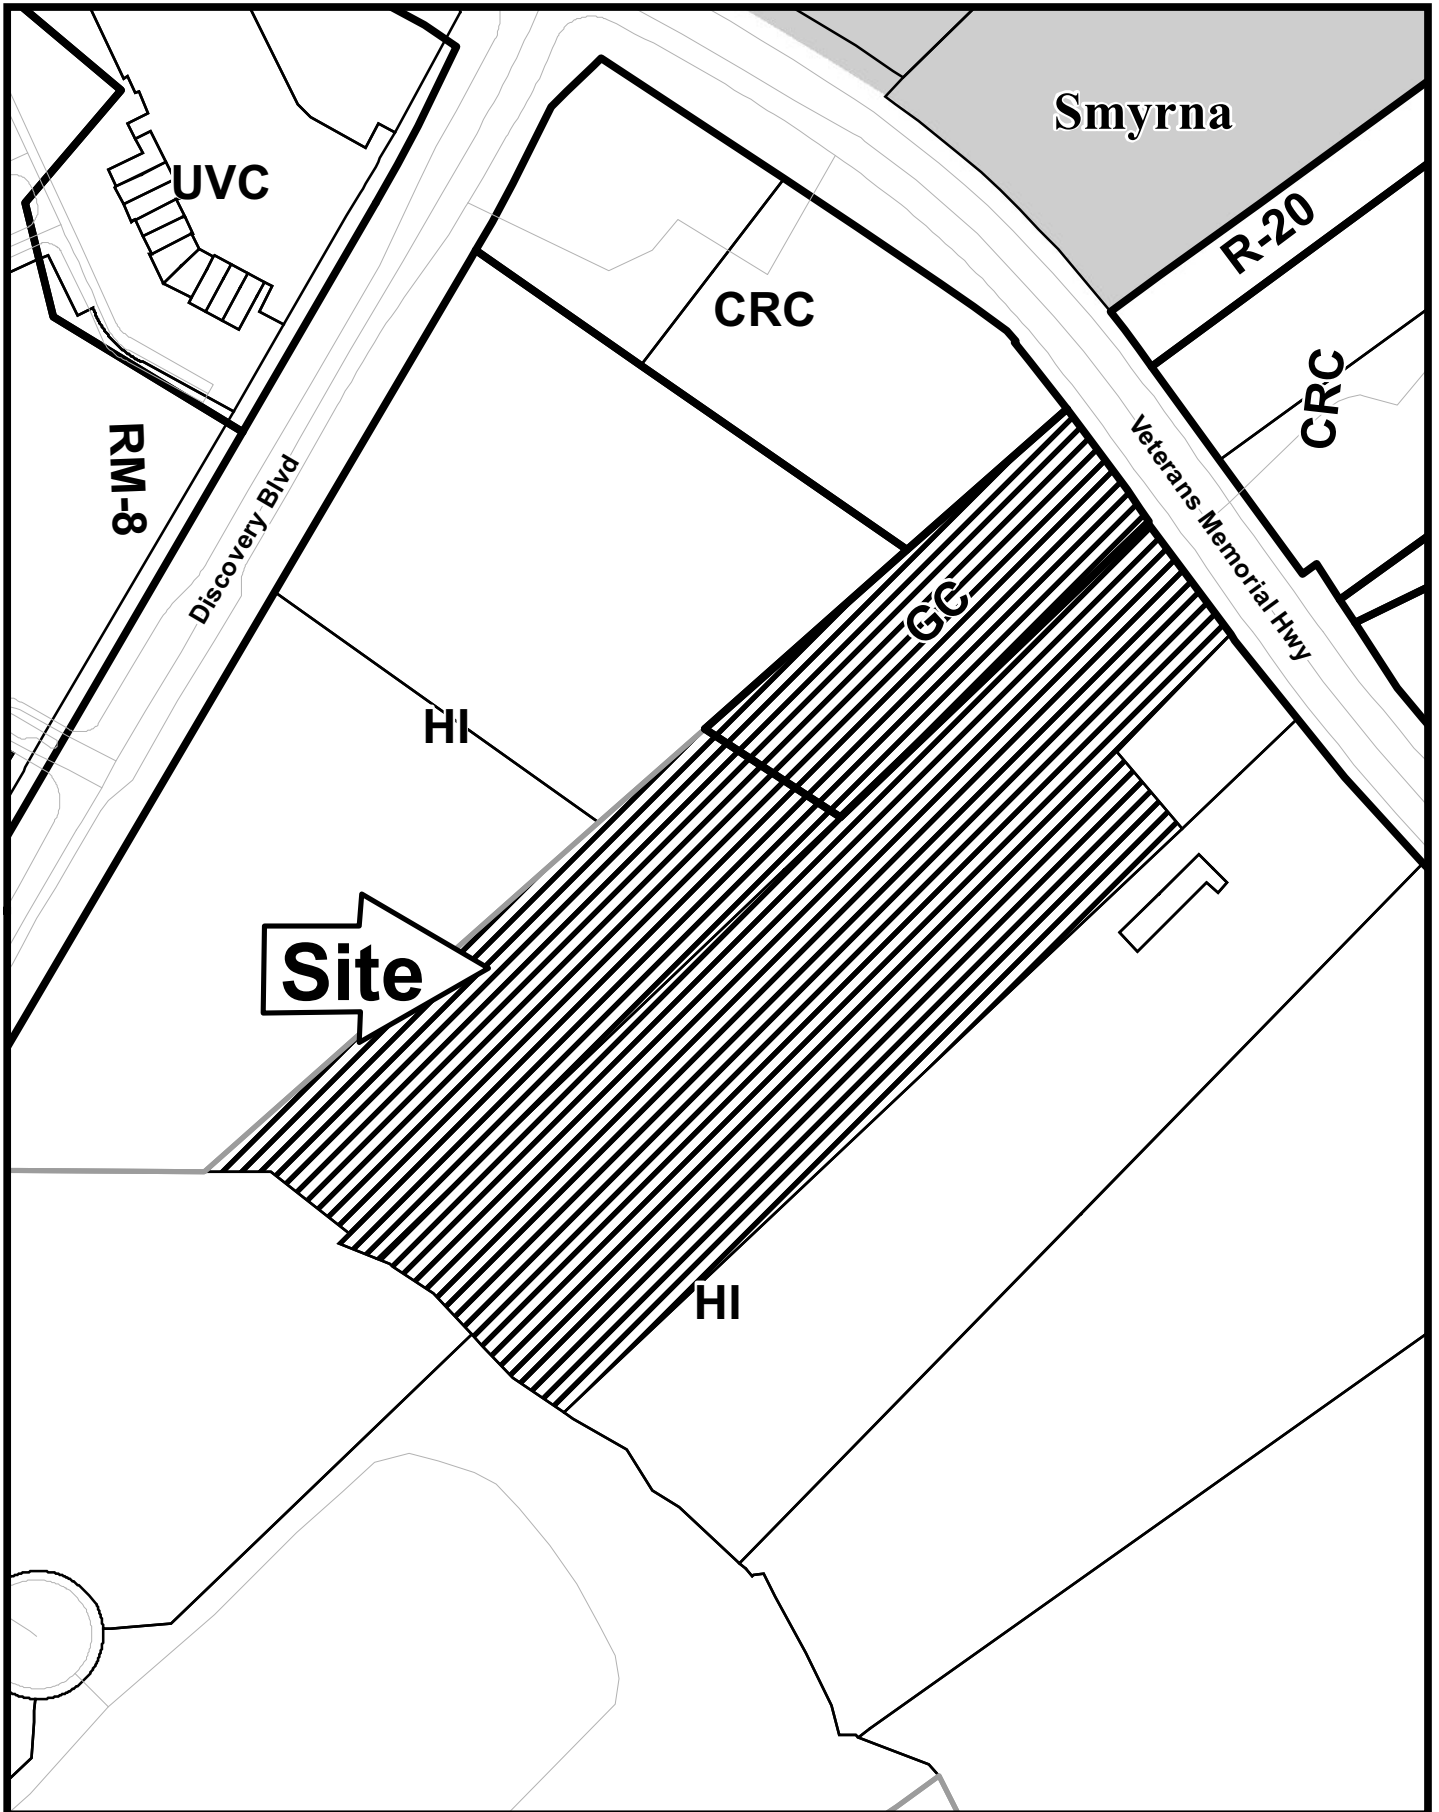 Smyrna
UVC
R-20
CRC
CRC
RM-8
Discovery Blvd
Veterans Memorial Hwy
GC
HI
Site
HI